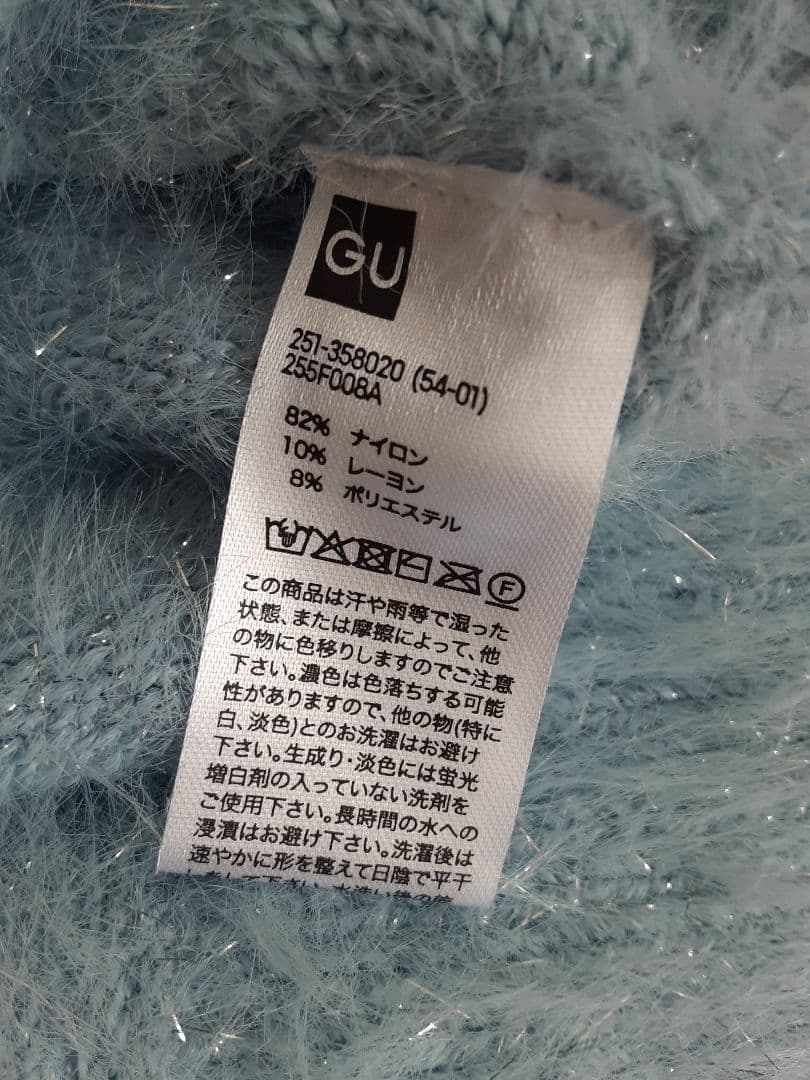 GU
251-358020 (54-01)
255F008A
82% ナイロン
10% レーヨン
8% ポリエステル
F
この商品は汗や雨等で湿った
状態、または摩擦によって、他
の物に色移りしますのでご注意
下さい。濃色は色落ちする可能
性がありますので、他の物(特に
白、淡色)とのお洗濯はお避け
下さい。生成り・淡色には蛍光
増白剤の入っていない洗剤を
ご使用下さい。長時間の水への
浸漬はお避け下さい。洗濯後は
速やかに形を整えて日陰で平干